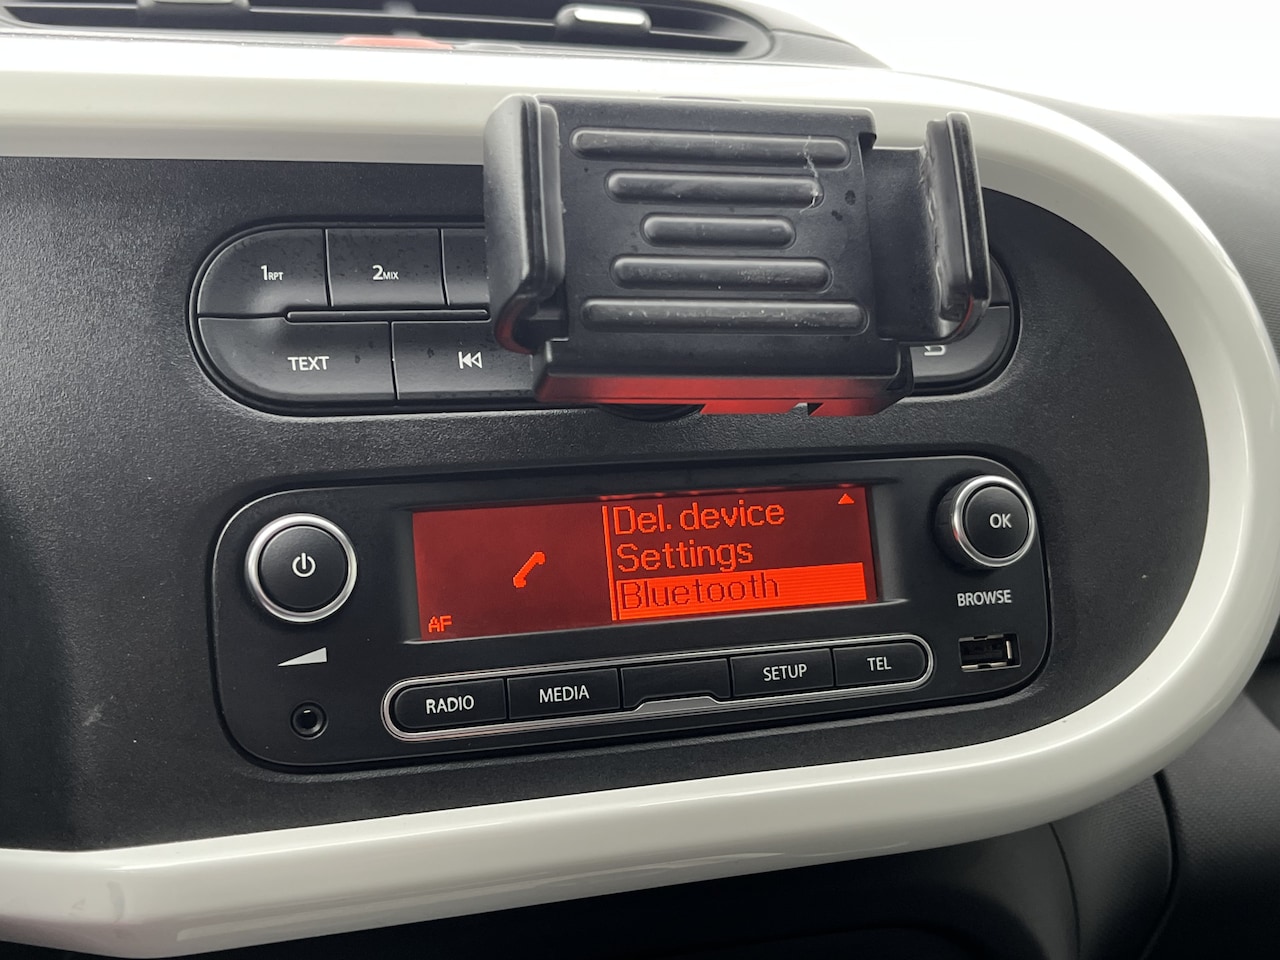 1RPT
2MIX
TEXT
Del. device
Settings
Bluetooth
AF
OK
BROWSE
RADIO
MEDIA
SETUP
TEL